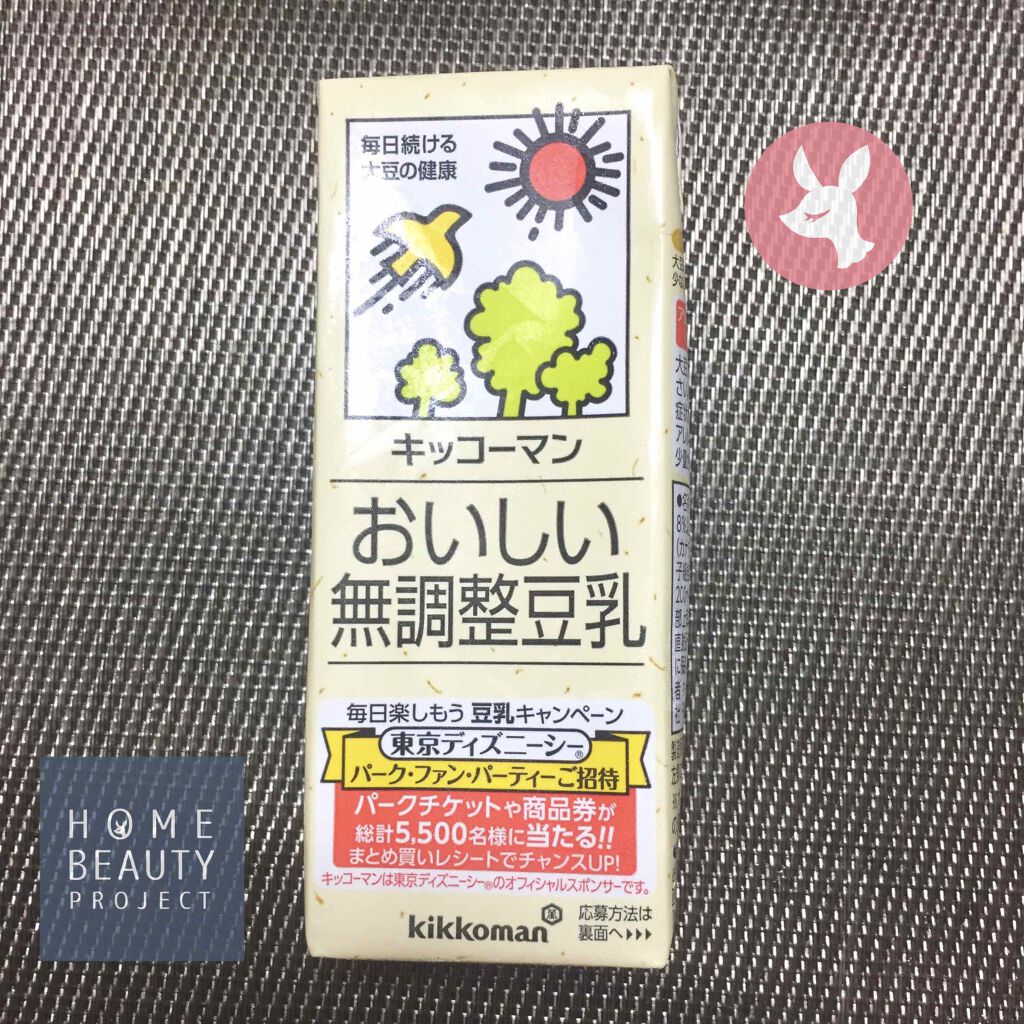 毎日続ける
大豆の健康
キッコーマン
おいしい
無調整豆乳
毎日楽しもう 豆乳キャンペーン
東京ディズニーシー®
パーク・ファン・パーティーご招待
パークチケットや商品券が
総計5,500名様に当たる!!
まとめ買いレシートでチャンスUP!
キッコーマンは東京ディズニーシー®のオフィシャルスポンサーです。
kikkoman
応募方法は
裏面へ
HOME
BEAUTY
PROJECT